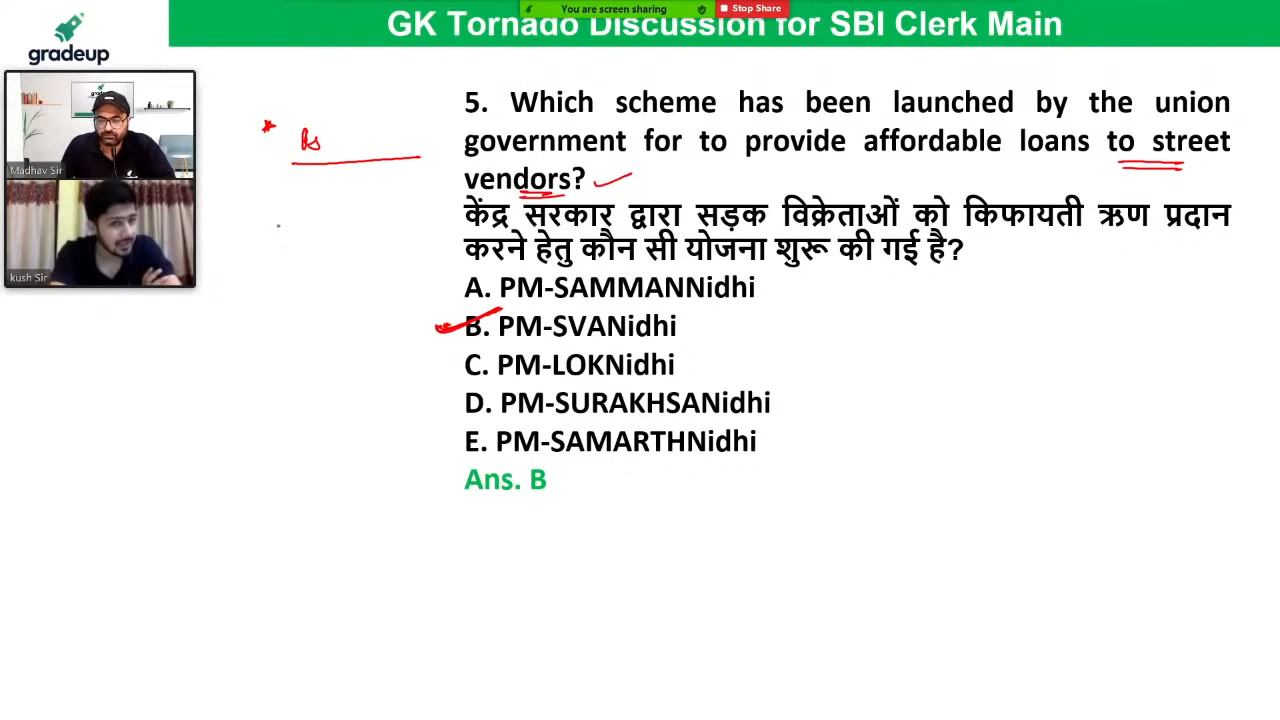 You are screen sharing
Stop Share
GK Tornado Discussion for SBI Clerk Main
gradeup
Madhav Sir
kush Sir
Rs
5. Which scheme has been launched by the union
government for to provide affordable loans to street
vendors?
केंद्र सरकार द्वारा सड़क विक्रेताओं को किफायती ऋण प्रदान
करने हेतु कौन सी योजना शुरू की गई है?
A. PM-SAMMANNidhi
B. PM-SVANidhi
C. PM-LOKNidhi
D. PM-SURAKHSANidhi
E. PM-SAMARTHNidhi
Ans. B